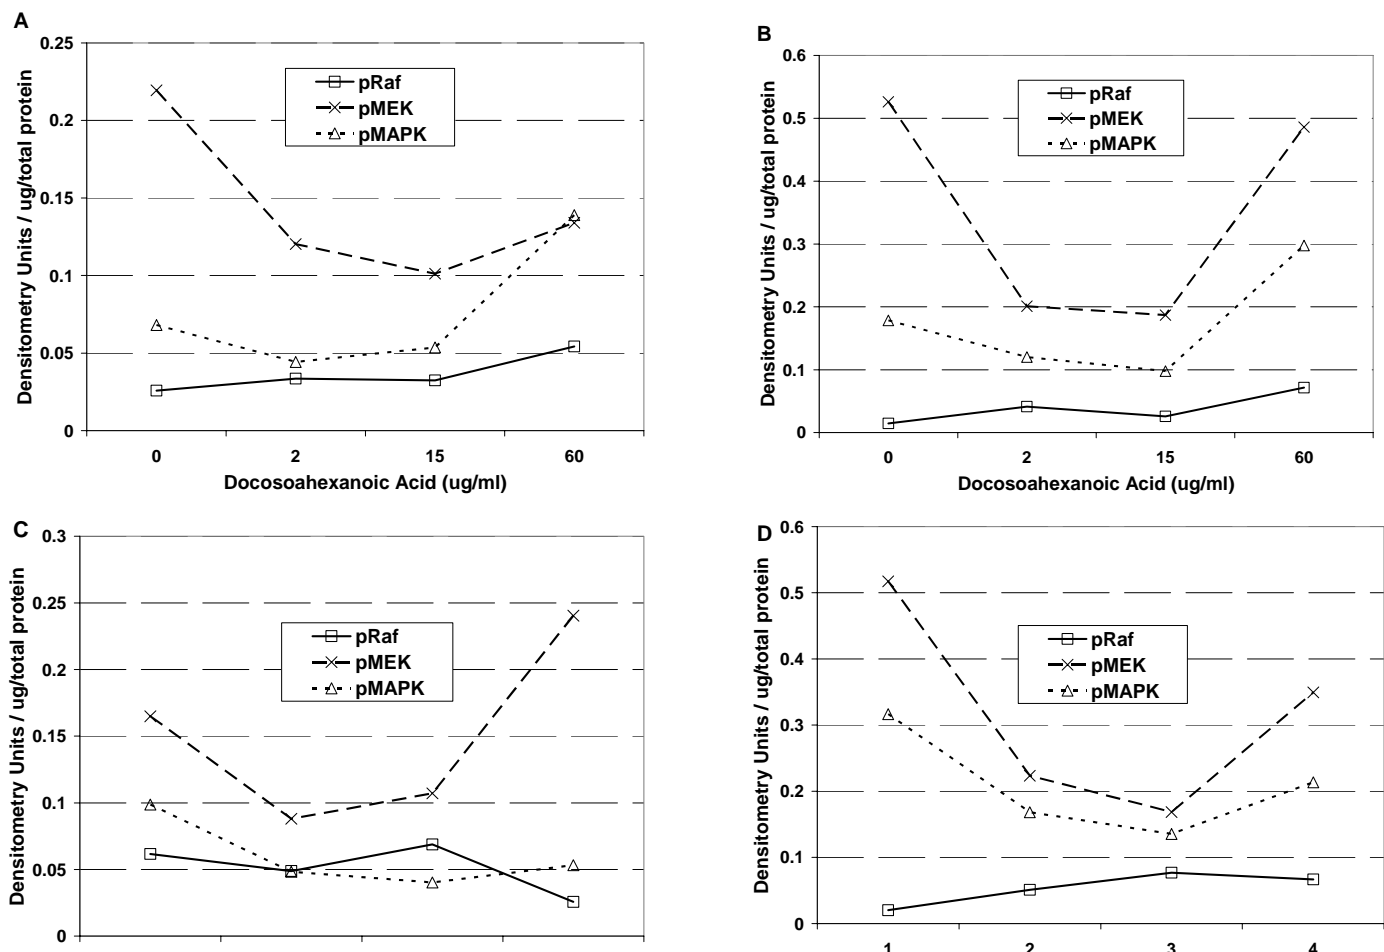 A
Densitometry Units / ug/total protein
0.25
0.2
0.15
0.1
0.05
0
pRaf
pMEK
pMAPK
0 2 15 60
Docosoahexanoic Acid (ug/ml)
B
Densitometry Units / ug/total protein
0.6
0.5
0.4
0.3
0.2
0.1
0
pRaf
pMEK
pMAPK
0 2 15 60
Docosoahexanoic Acid (ug/ml)
C
Densitometry Units / ug/total protein
0.3
0.25
0.2
0.15
0.1
0.05
0
pRaf
pMEK
pMAPK
D
Densitometry Units / ug/total protein
0.6
0.5
0.4
0.3
0.2
0.1
0
pRaf
pMEK
pMAPK
1 2 3 4